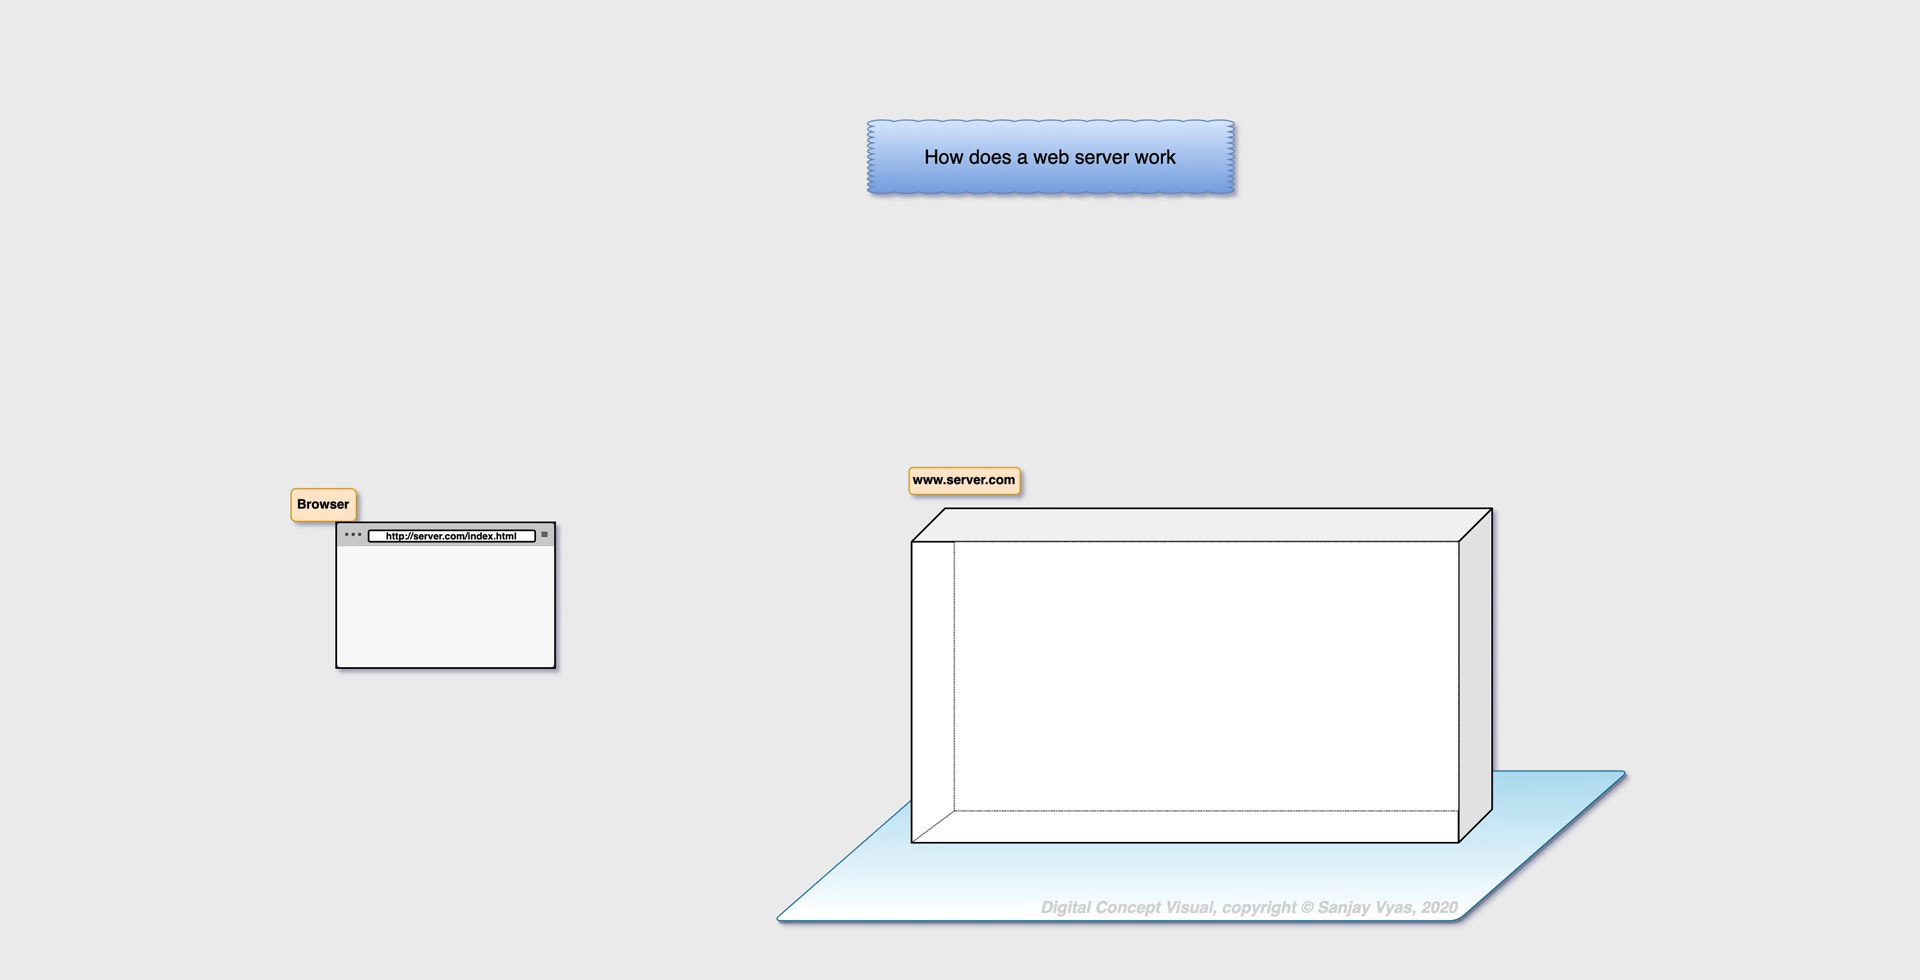 How does a web server work
www.server.com
Browser
http://server.com/index.html
Digital Concept Visual, copyright © Sanjay Vyas, 2020